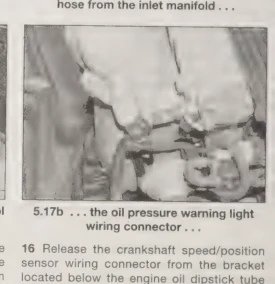 hose from the inlet manifold . . .
5.17b . . . the oil pressure warning light
wiring connector . . .
16 Release the crankshaft speed/position
sensor wiring connector from the bracket
located below the engine oil dipstick tube